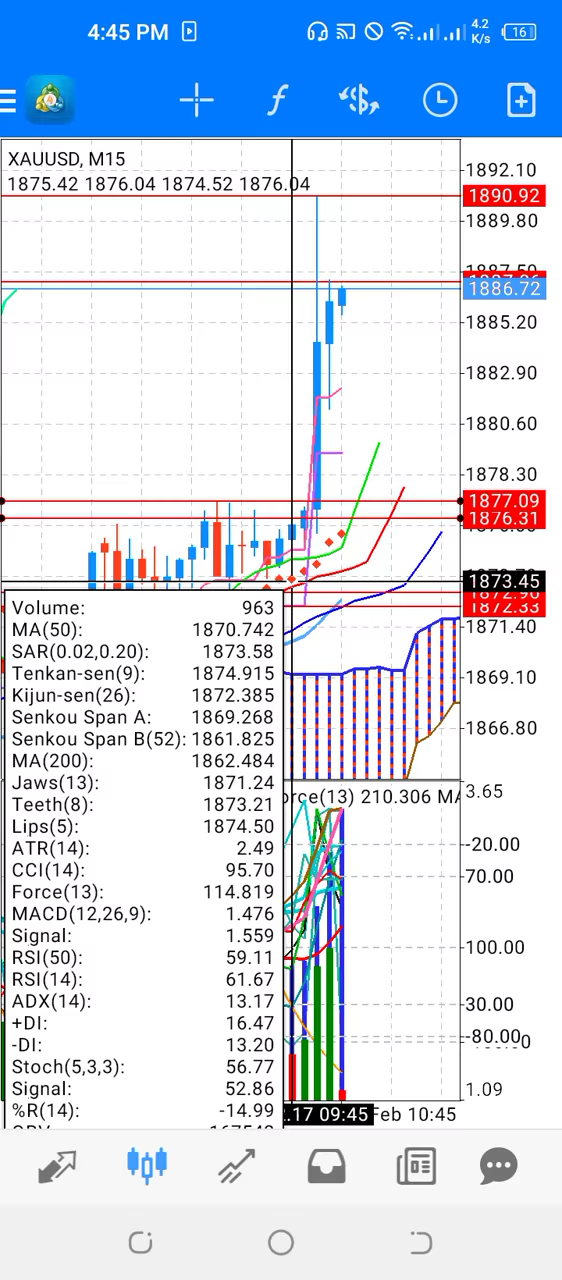 4:45 PM
4.2
K/s
16
XAUUSD, M15
1875.42 1876.04 1874.52 1876.04
1892.10
1890.92
1889.80
1886.72
1885.20
1882.90
1880.60
1878.30
1877.09
1876.31
1873.45
1872.33
1871.40
1869.10
1866.80
Volume: 963
MA(50): 1870.742
SAR(0.02,0.20): 1873.58
Tenkan-sen(9): 1874.915
Kijun-sen(26): 1872.385
Senkou Span A: 1869.268
Senkou Span B(52): 1861.825
MA(200): 1862.484
Jaws(13): 1871.24
Teeth(8): 1873.21
Lips(5): 1874.50
ATR(14): 2.49
CCI(14): 95.70
Force(13): 114.819
MACD(12,26,9): 1.476
Signal: 1.559
RSI(50): 59.11
RSI(14): 61.67
ADX(14): 13.17
+DI: 16.47
-DI: 13.20
Stoch(5,3,3): 56.77
Signal: 52.86
%R(14): -14.99
orce(13) 210.306 MA
3.65
-20.00
-70.00
100.00
30.00
-80.00
1.09
.17 09:45
Feb 10:45